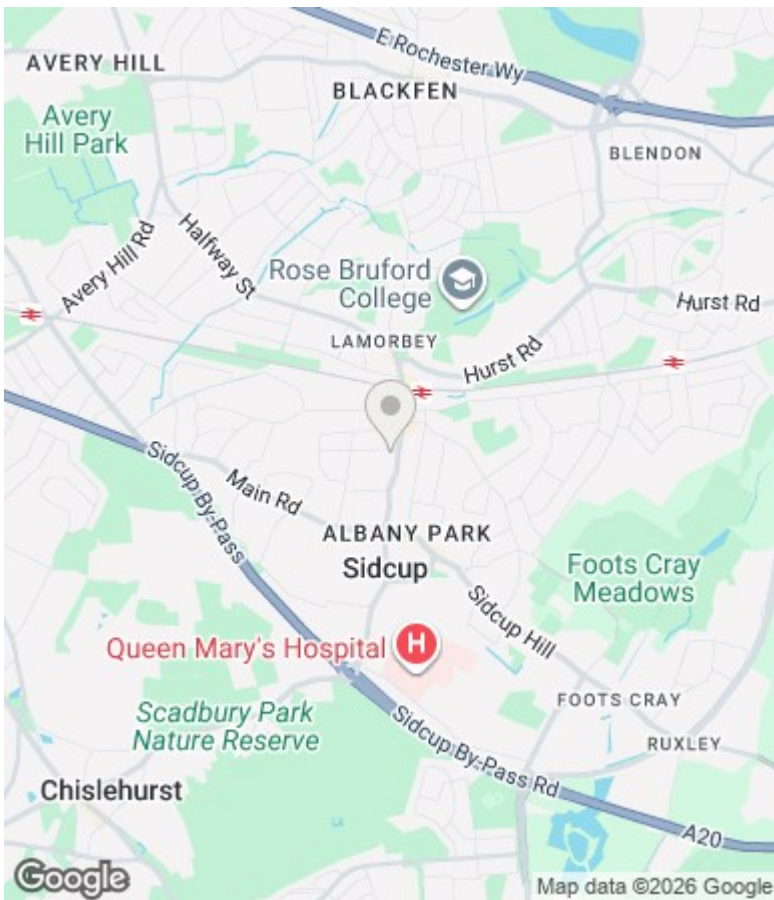 E Rochester Wy
AVERY HILL
BLACKFEN
Avery
Hill Park
BLENDON
Halfway St
Avery Hill Rd
Rose Bruford
College
Hurst Rd
LAMORBEY
Hurst Rd
Sidcup By-Pass
Main Rd
ALBANY PARK
Sidcup
Foots Cray
Meadows
Sidcup Hill
Queen Mary's Hospital
H
FOOTS CRAY
Scadbury Park
Nature Reserve
RUXLEY
Sidcup By-Pass Rd
Chislehurst
A20
Google
Map data ©2026 Google